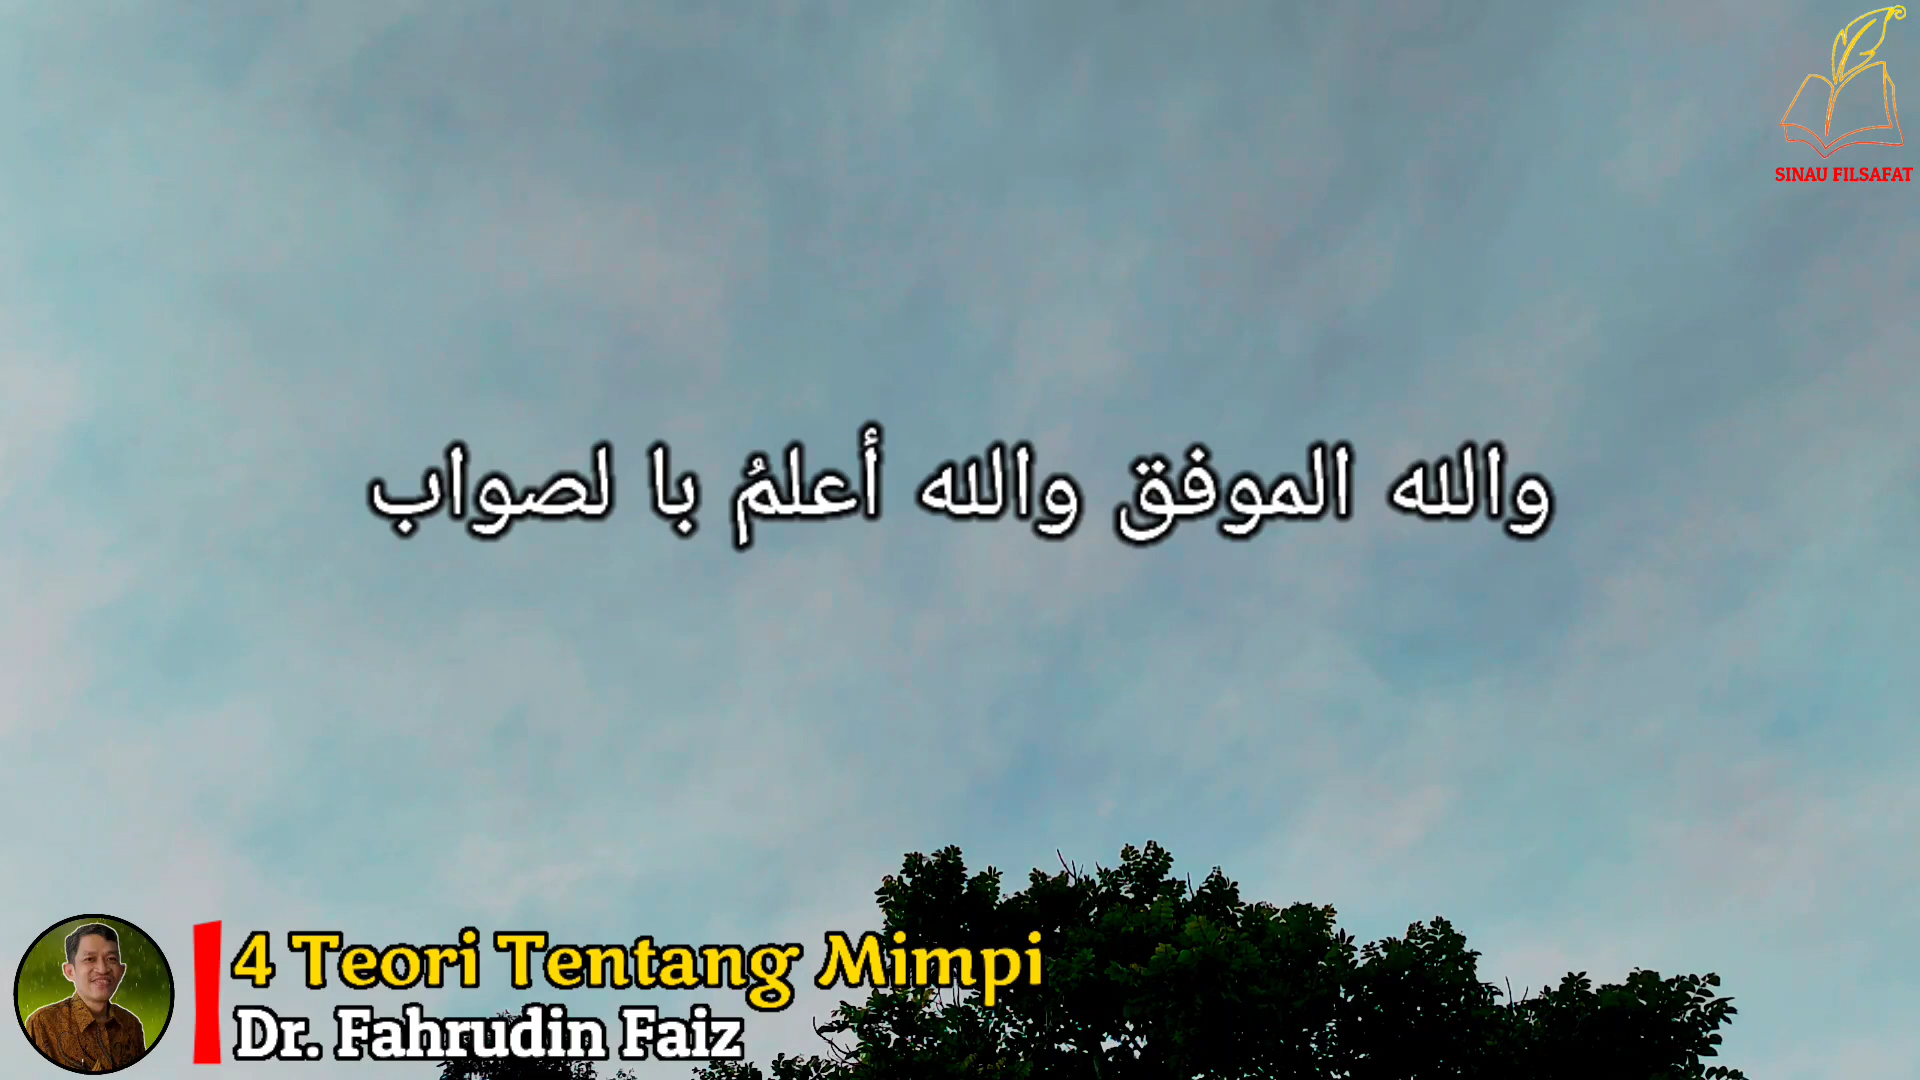 SINAU FILSAFAT
والله الموفق والله أعلمُ با لصواب
4 Teori Tentang Mimpi
Dr. Fahrudin Faiz